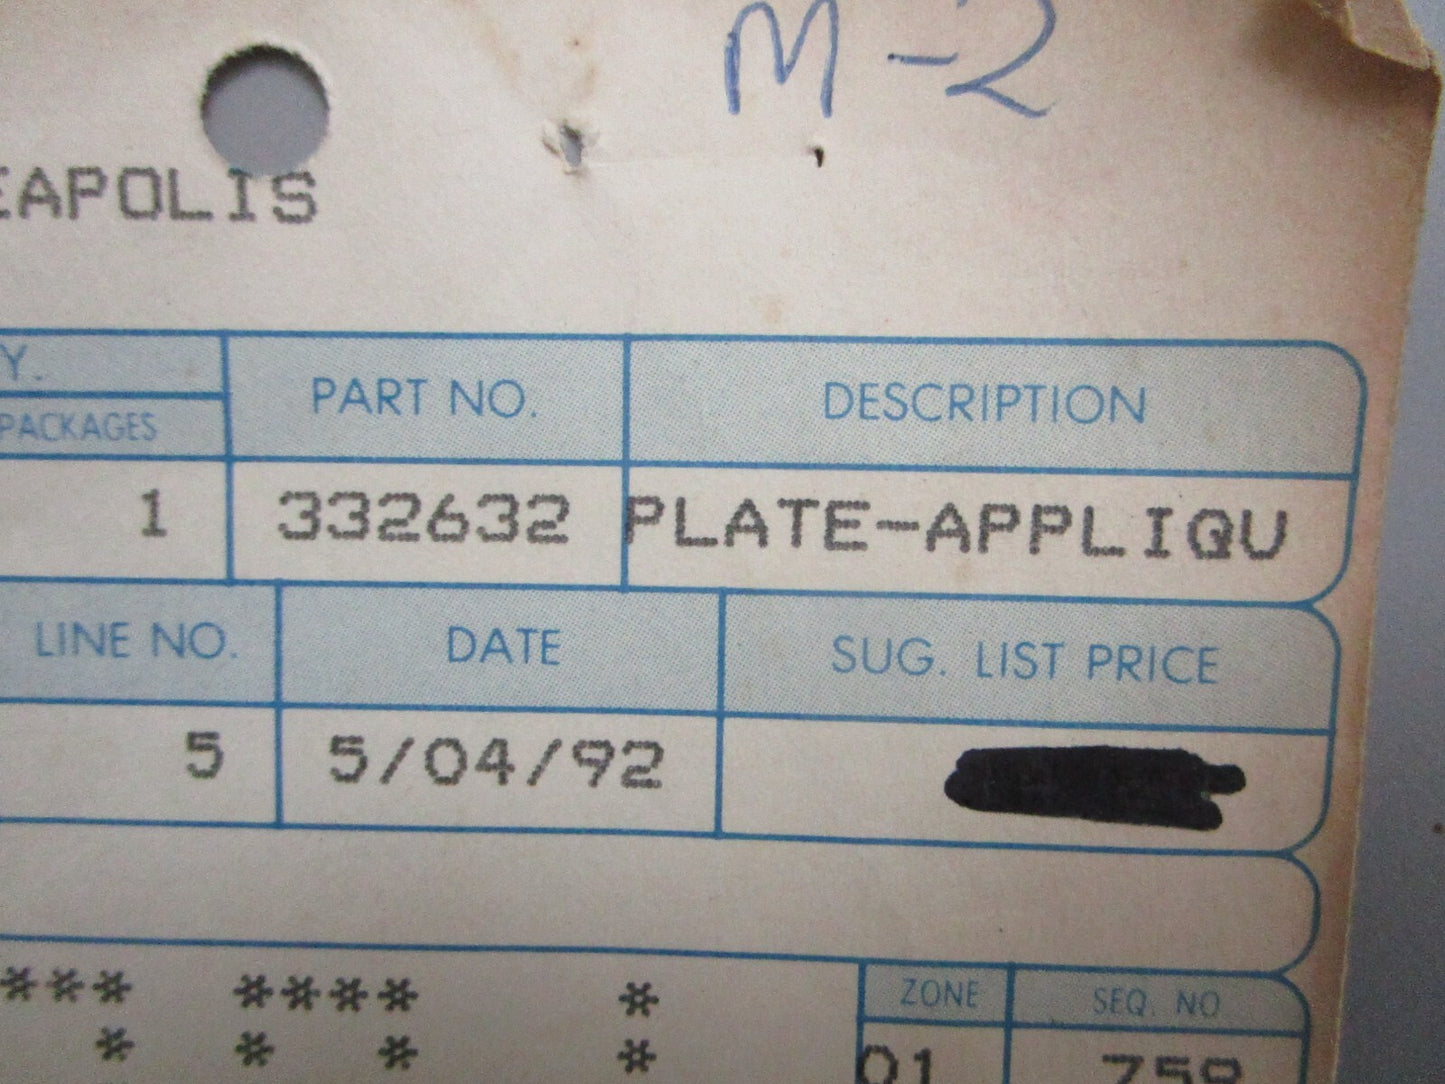 M-2
EAPOLIS
Y. PART NO. DESCRIPTION
PACKAGES
1 332632 PLATE-APPLIQU
LINE NO. DATE SUG. LIST PRICE
5 5/04/92
*** **** * ZONE SEQ. NO
* * * * 01